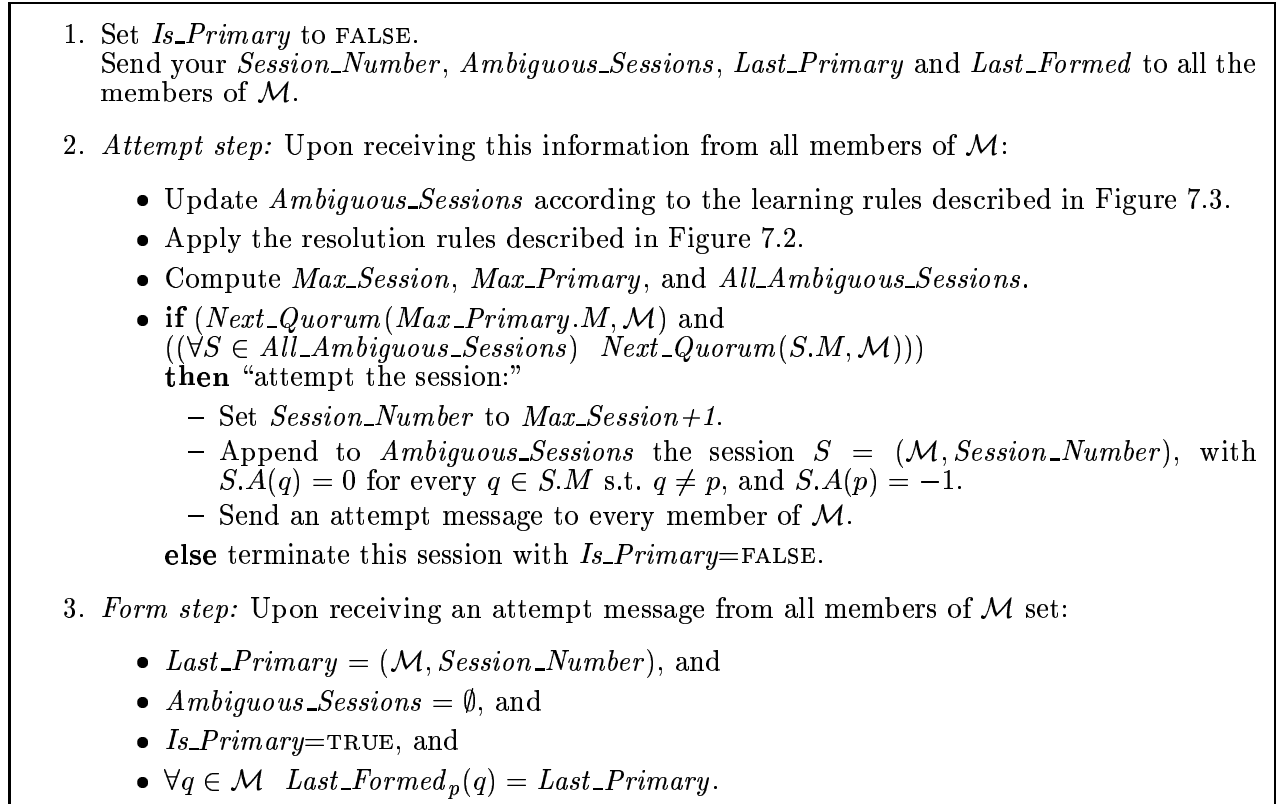 1. Set Is_Primary to FALSE.
Send your Session_Number, Ambiguous_Sessions, Last_Primary and Last_Formed to all the
members of ℳ.
2. Attempt step: Upon receiving this information from all members of ℳ:
• Update Ambiguous_Sessions according to the learning rules described in Figure 7.3.
• Apply the resolution rules described in Figure 7.2.
• Compute Max_Session, Max_Primary, and All_Ambiguous_Sessions.
• if (Next_Quorum(Max_Primary.M, ℳ) and
((∀S ∈ All_Ambiguous_Sessions) Next_Quorum(S.M, ℳ)))
then “attempt the session:”
– Set Session_Number to Max_Session+1.
– Append to Ambiguous_Sessions the session S = (ℳ, Session_Number), with
S.A(q) = 0 for every q ∈ S.M s.t. q ≠ p, and S.A(p) = −1.
– Send an attempt message to every member of ℳ.
else terminate this session with Is_Primary=FALSE.
3. Form step: Upon receiving an attempt message from all members of ℳ set:
• Last_Primary = (ℳ, Session_Number), and
• Ambiguous_Sessions = ∅, and
• Is_Primary=TRUE, and
• ∀q ∈ ℳ Last_Formed_p(q) = Last_Primary.